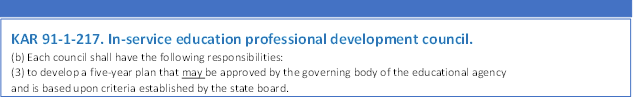 KAR 91-1-217. In-service education professional development council.
(b) Each council shall have the following responsibilities:
(3) to develop a five-year plan that may be approved by the governing body of the educational agency
and is based upon criteria established by the state board.